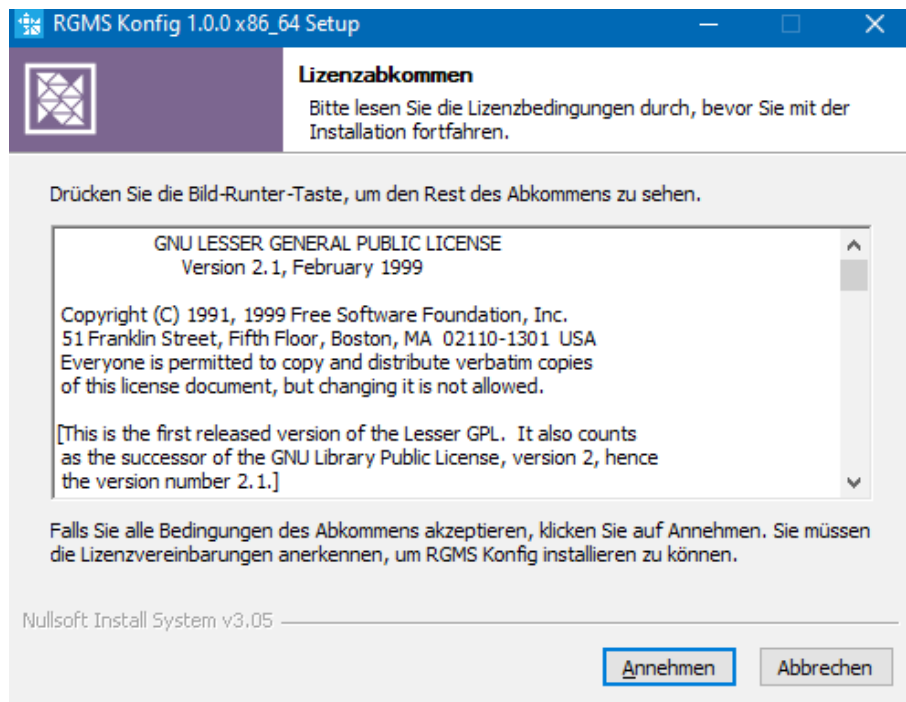 RGMS Konfig 1.0.0 x86_64 Setup
Lizenzabkommen
Bitte lesen Sie die Lizenzbedingungen durch, bevor Sie mit der
Installation fortfahren.
Drücken Sie die Bild-Runter-Taste, um den Rest des Abkommens zu sehen.
GNU LESSER GENERAL PUBLIC LICENSE
Version 2.1, February 1999
Copyright (C) 1991, 1999 Free Software Foundation, Inc.
51 Franklin Street, Fifth Floor, Boston, MA  02110-1301  USA
Everyone is permitted to copy and distribute verbatim copies
of this license document, but changing it is not allowed.
[This is the first released version of the Lesser GPL.  It also counts
as the successor of the GNU Library Public License, version 2, hence
the version number 2.1.]
Falls Sie alle Bedingungen des Abkommens akzeptieren, klicken Sie auf Annehmen. Sie müssen
die Lizenzvereinbarungen anerkennen, um RGMS Konfig installieren zu können.
Nullsoft Install System v3.05
Annehmen
Abbrechen